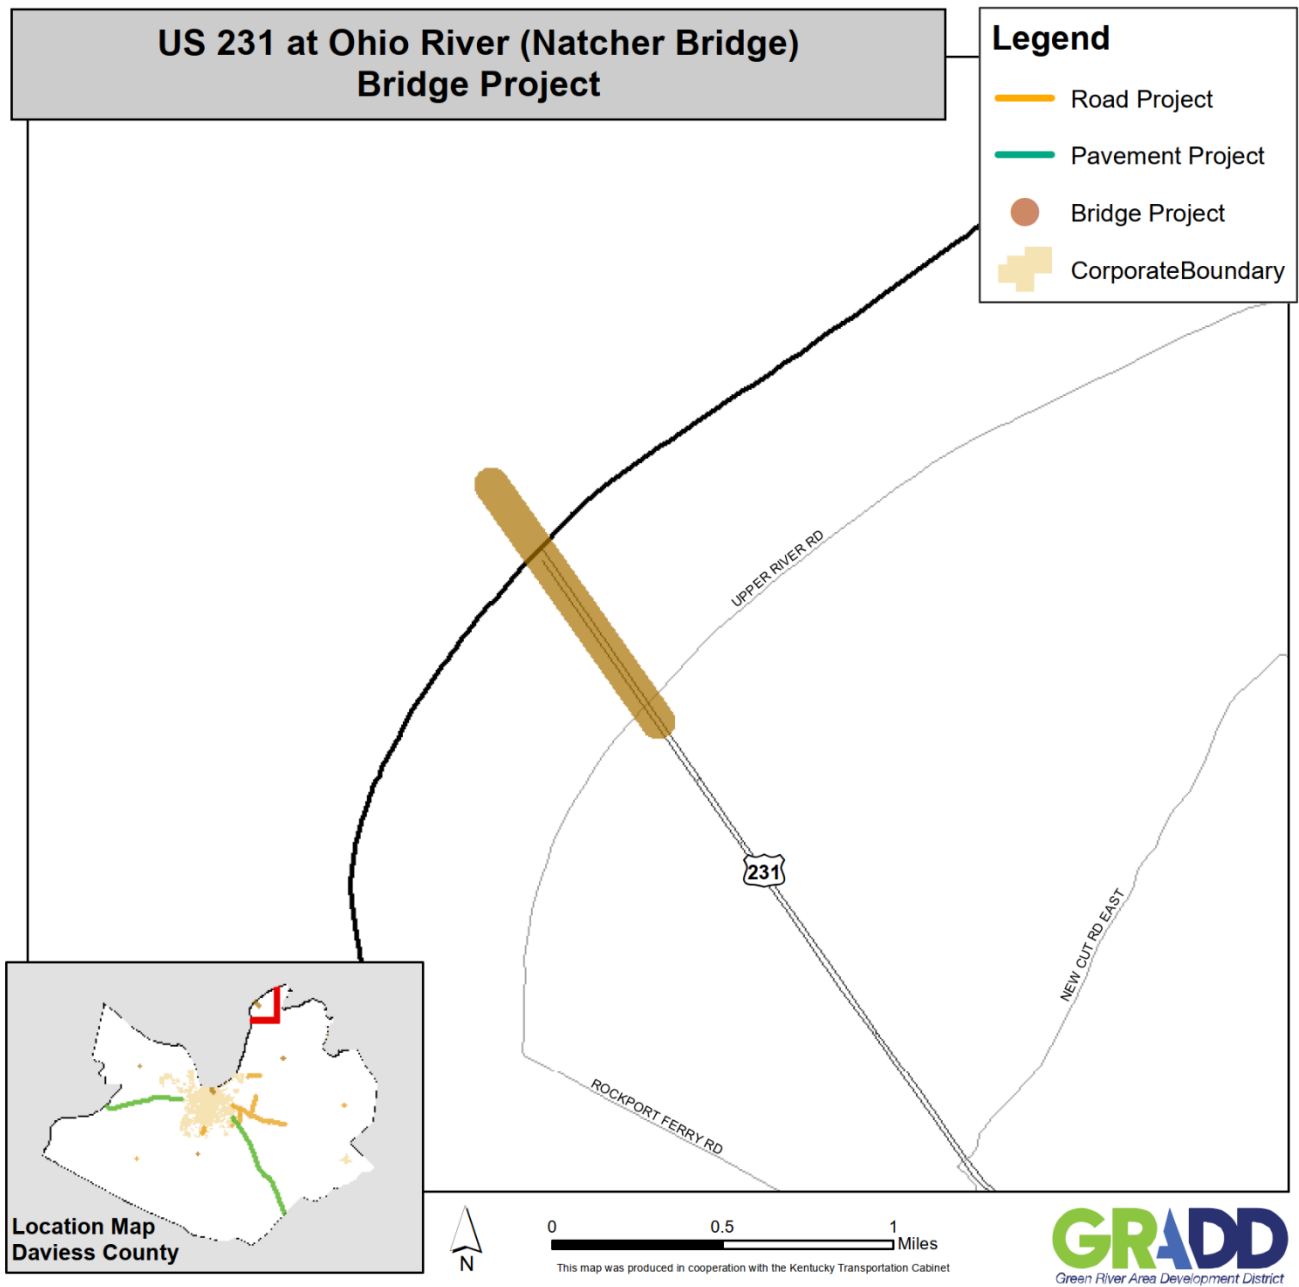 US 231 at Ohio River (Natcher Bridge)
Bridge Project
Legend
Road Project
Pavement Project
Bridge Project
CorporateBoundary
UPPER RIVER RD
231
NEW CUT RD EAST
ROCKPORT FERRY RD
Location Map
Daviess County
N
0 0.5 1
Miles
This map was produced in cooperation with the Kentucky Transportation Cabinet
GRADD
Green River Area Development District